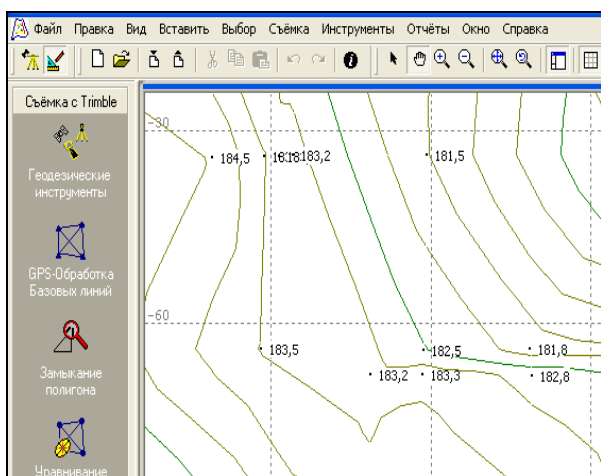 Файл Правка Вид Вставить Выбор Съёмка Инструменты Отчёты Окно Справка
Съёмка с Trimble
Геодезические
инструменты
GPS-Обработка
Базовых линий
Замыкание
полигона
Уравнивание
-30
184,5
183,2
181,5
-60
183,5
182,5
181,8
183,2
183,3
182,8